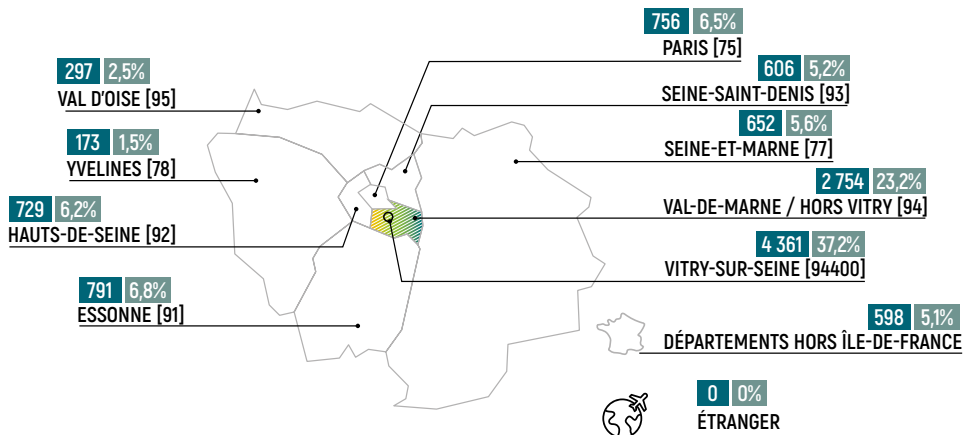 756 6,5%
PARIS [75]
297 2,5%
VAL D'OISE [95]
606 5,2%
SEINE-SAINT-DENIS [93]
173 1,5%
YVELINES [78]
652 5,6%
SEINE-ET-MARNE [77]
729 6,2%
HAUTS-DE-SEINE [92]
2 754 23,2%
VAL-DE-MARNE / HORS VITRY [94]
4 361 37,2%
VITRY-SUR-SEINE [94400]
791 6,8%
ESSONNE [91]
598 5,1%
DÉPARTEMENTS HORS ÎLE-DE-FRANCE
0 0%
ÉTRANGER